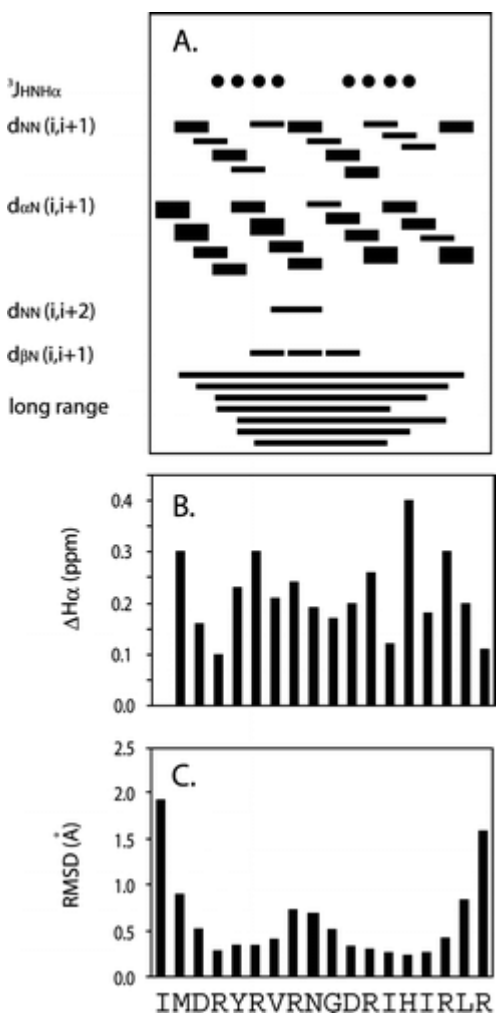 A.
³JHNHα
dNN (i,i+1)
dαN (i,i+1)
dNN (i,i+2)
dβN (i,i+1)
long range
B.
ΔHα (ppm)
0.4
0.3
0.2
0.1
0.0
C.
RMSD (Å)
2.5
2.0
1.5
1.0
0.5
0.0
IMDRYRVRNGDRIHIRLR